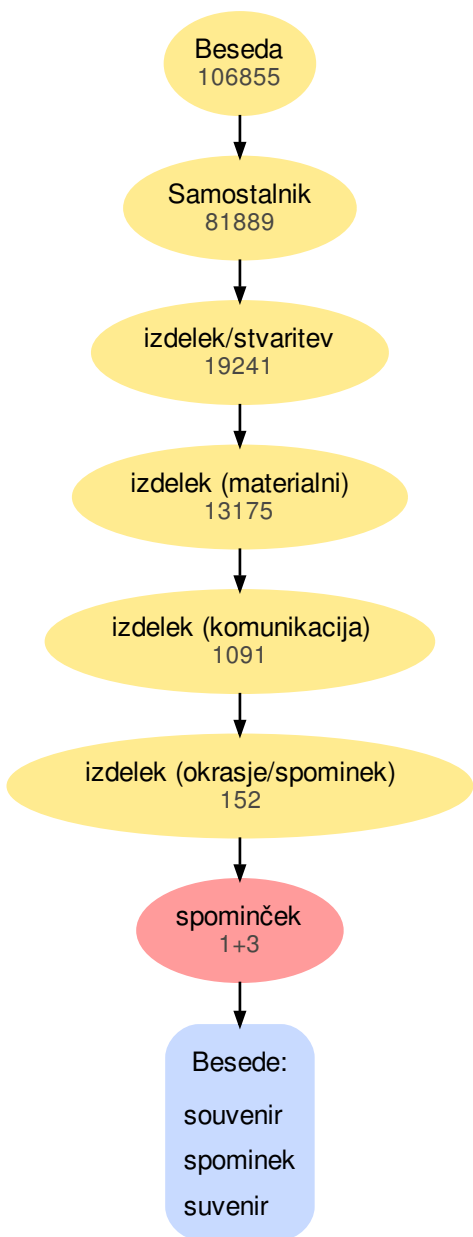 Beseda
106855
Samostalnik
81889
izdelek/stvaritev
19241
izdelek (materialni)
13175
izdelek (komunikacija)
1091
izdelek (okrasje/spominek)
152
spominček
1+3
Besede:
souvenir
spominek
suvenir